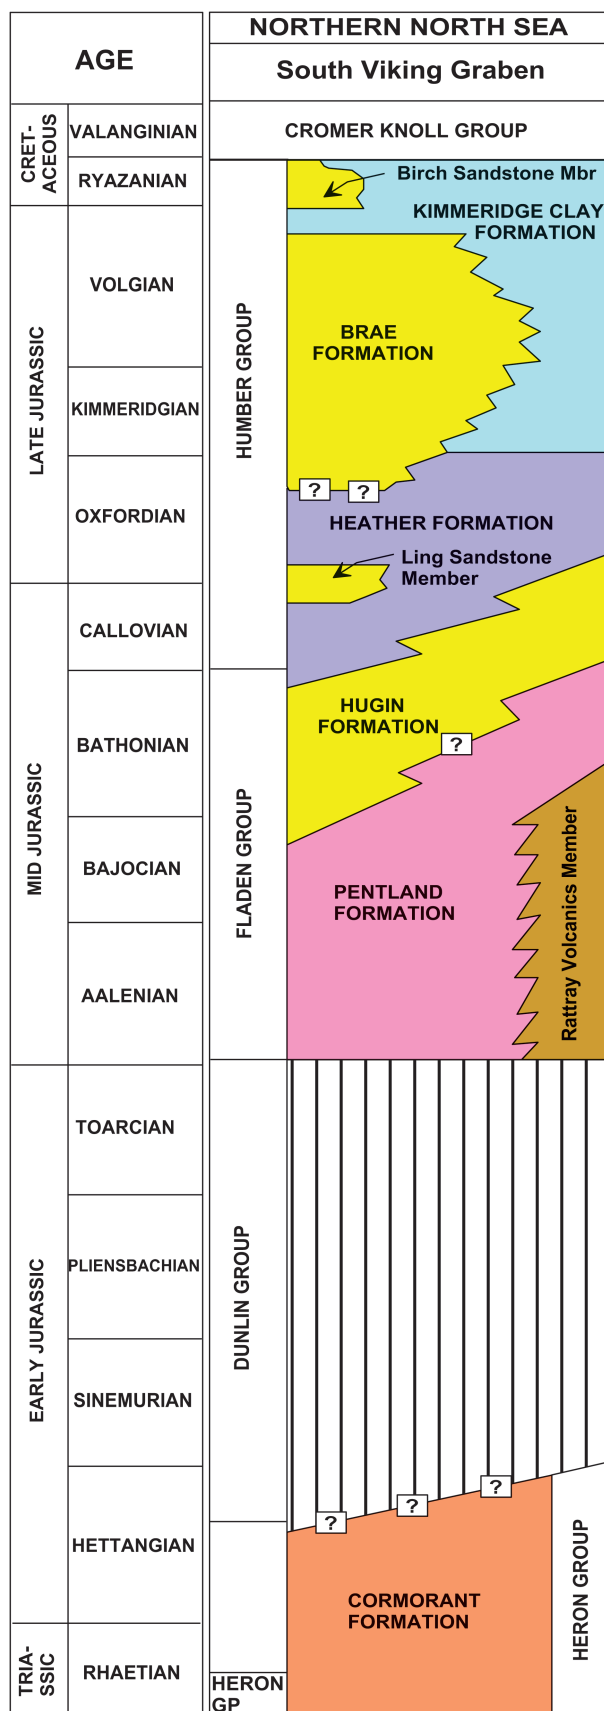 NORTHERN NORTH SEA
AGE
South Viking Graben
CRET-
ACEOUS
VALANGINIAN
CROMER KNOLL GROUP
RYAZANIAN
Birch Sandstone Mbr
KIMMERIDGE CLAY
FORMATION
LATE JURASSIC
VOLGIAN
HUMBER GROUP
BRAE
FORMATION
KIMMERIDGIAN
? ?
OXFORDIAN
HEATHER FORMATION
Ling Sandstone
Member
MID JURASSIC
CALLOVIAN
HUGIN
FORMATION
?
BATHONIAN
FLADEN GROUP
BAJOCIAN
PENTLAND
FORMATION
Rattray Volcanics Member
AALENIAN
EARLY JURASSIC
TOARCIAN
DUNLIN GROUP
PLIENSBACHIAN
SINEMURIAN
? ? ?
HETTANGIAN
CORMORANT
FORMATION
HERON GROUP
TRIA-
SSIC
RHAETIAN
HERON
GP